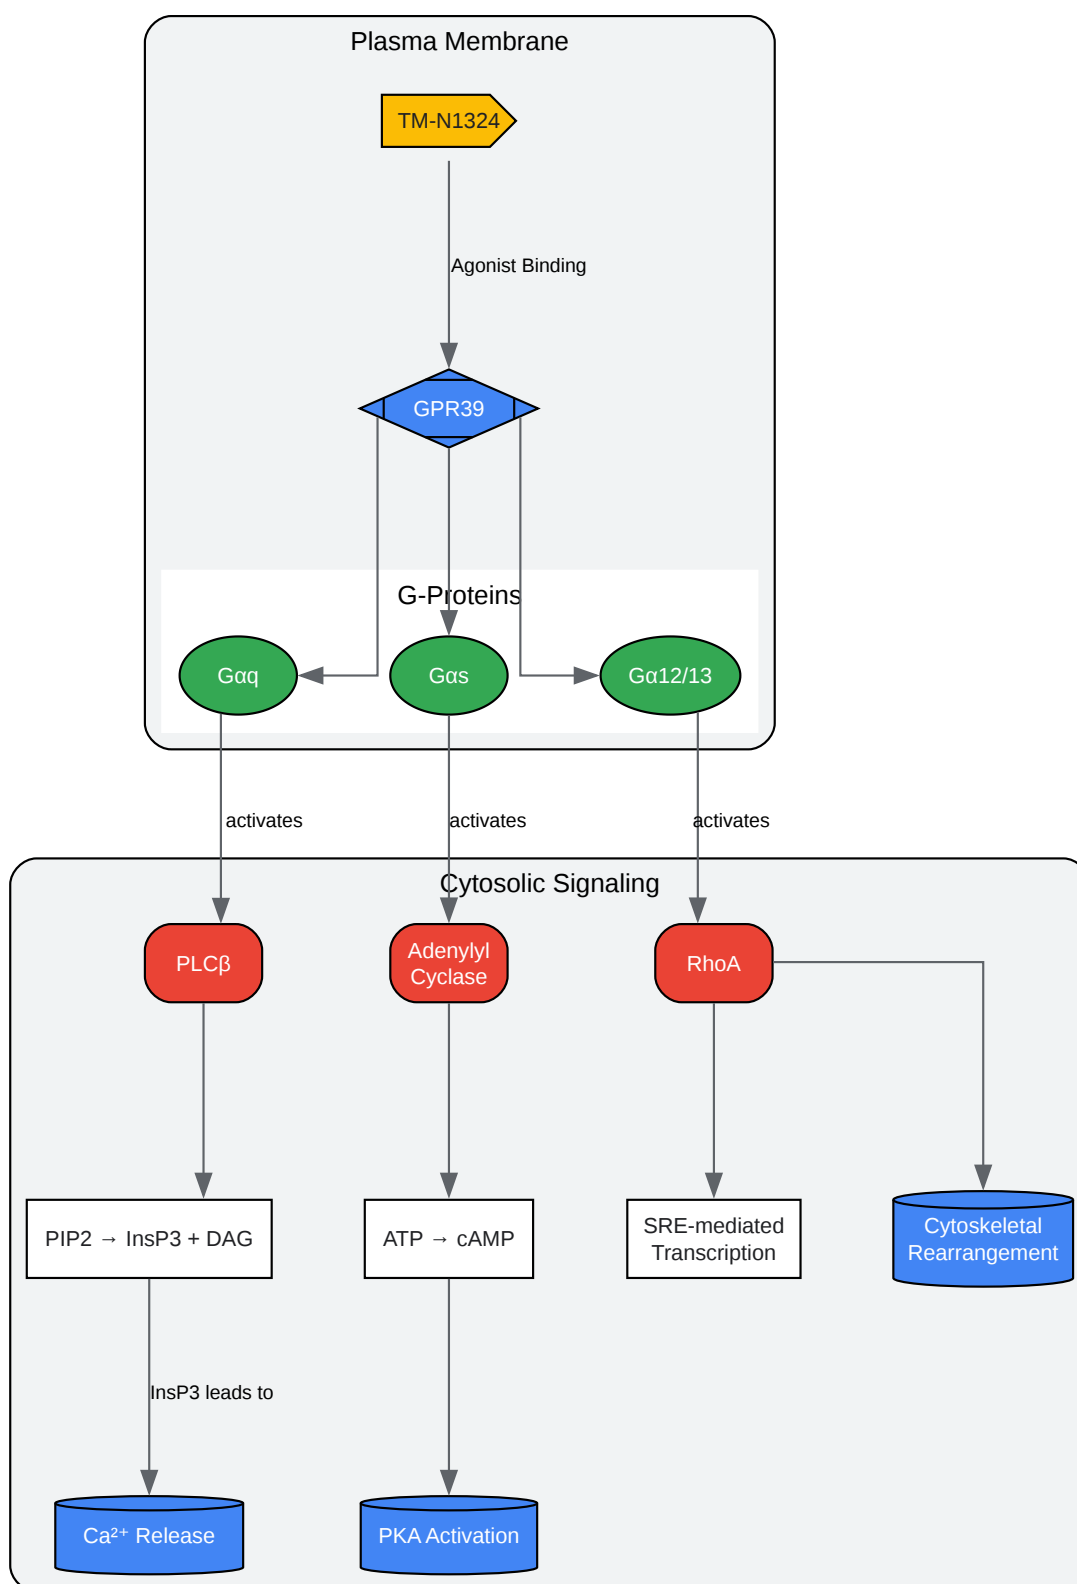 Plasma Membrane
TM-N1324
Agonist Binding
GPR39
G-Proteins
Gαq
Gαs
Gα12/13
activates
activates
activates
Cytosolic Signaling
PLCβ
Adenylyl
Cyclase
RhoA
PIP2 → InsP3 + DAG
ATP → cAMP
SRE-mediated
Transcription
Cytoskeletal
Rearrangement
InsP3 leads to
Ca²⁺ Release
PKA Activation